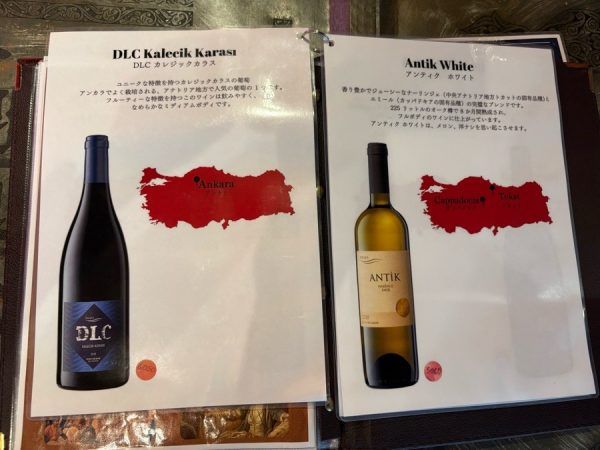 DLC Kalecik Karası
DLC カレジックカラス
ユニークな特徴を持つカレジックカラスの葡萄
アンカラでよく栽培される、アナトリア地方で人気の葡萄の1つです。
フルーティーな特徴を持つこのワインは飲みやすく、
なめらかなミディアムボディです。
Ankara
DLC
KALECIK KARASI
Antik White
アンティク ホワイト
香り豊かでジューシーなナーリンジェ（中央アナトリア地方トカットの固有品種）と
エミール（カッパドキアの固有品種）の完璧なブレンドです。
225 リットルのオーク樽で8か月間熟成され、
フルボディのワインに仕上がっています。
アンティク ホワイトは、メロン、洋ナシを思い起こさせます。
Tokat
Cappadocia
ANTİK
NARINCE
EMIR